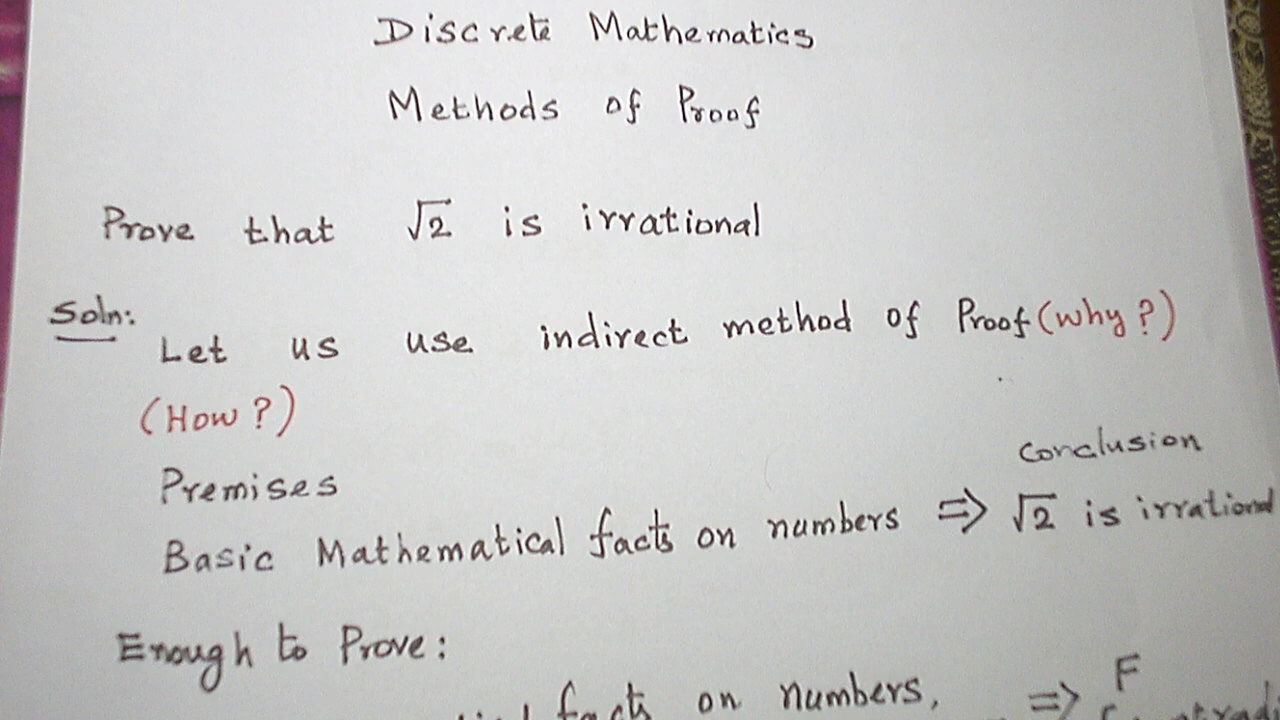 Discrete Mathematics
Methods of Proof
Prove that √2 is irrational
Soln:
Let us use indirect method of Proof (why?)
(How?)
Conclusion
Premises
Basic Mathematical facts on numbers ⇒ √2 is irrational
Enough to Prove:
facts on numbers, ⇒ F